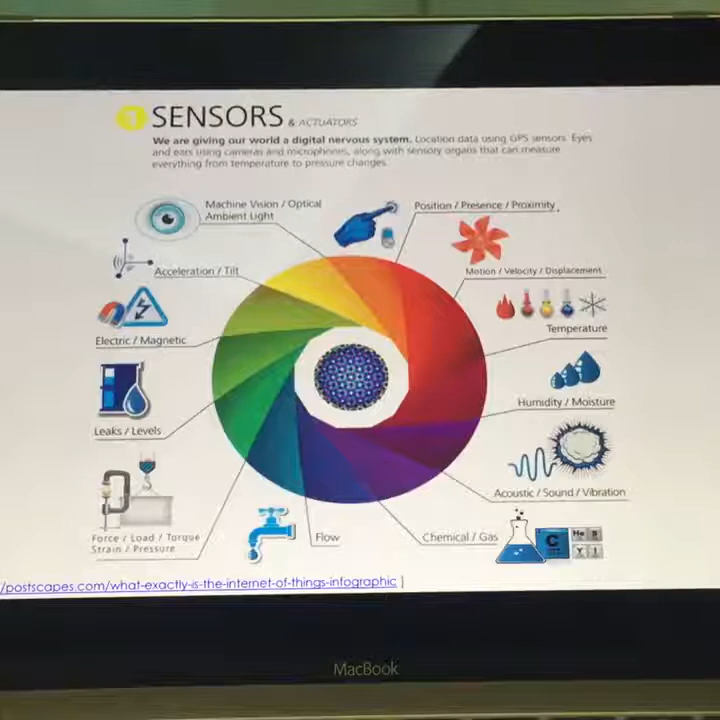 1 SENSORS & ACTUATORS
We are giving our world a digital nervous system. Location data using GPS sensors. Eyes
and ears using cameras and microphones, along with sensory organs that can measure
everything from temperature to pressure changes.
Machine Vision / Optical
Ambient Light
Position / Presence / Proximity
Acceleration / Tilt
Motion / Velocity / Displacement
Electric / Magnetic
Temperature
Leaks / Levels
Humidity / Moisture
Acoustic / Sound / Vibration
Force / Load / Torque
Strain / Pressure
Flow
Chemical / Gas
C
He
/postscapes.com/what-exactly-is-the-internet-of-things-infographic ]
MacBook